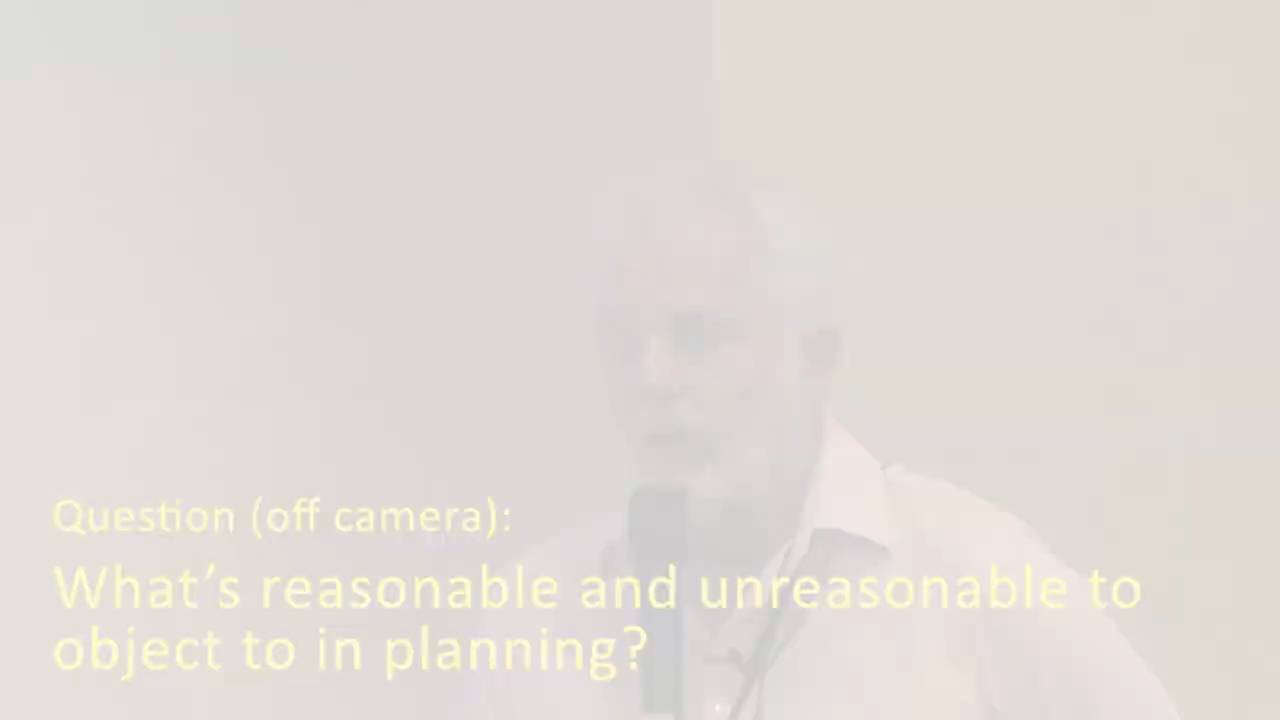 Question (off camera):
What's reasonable and unreasonable to
object to in planning?